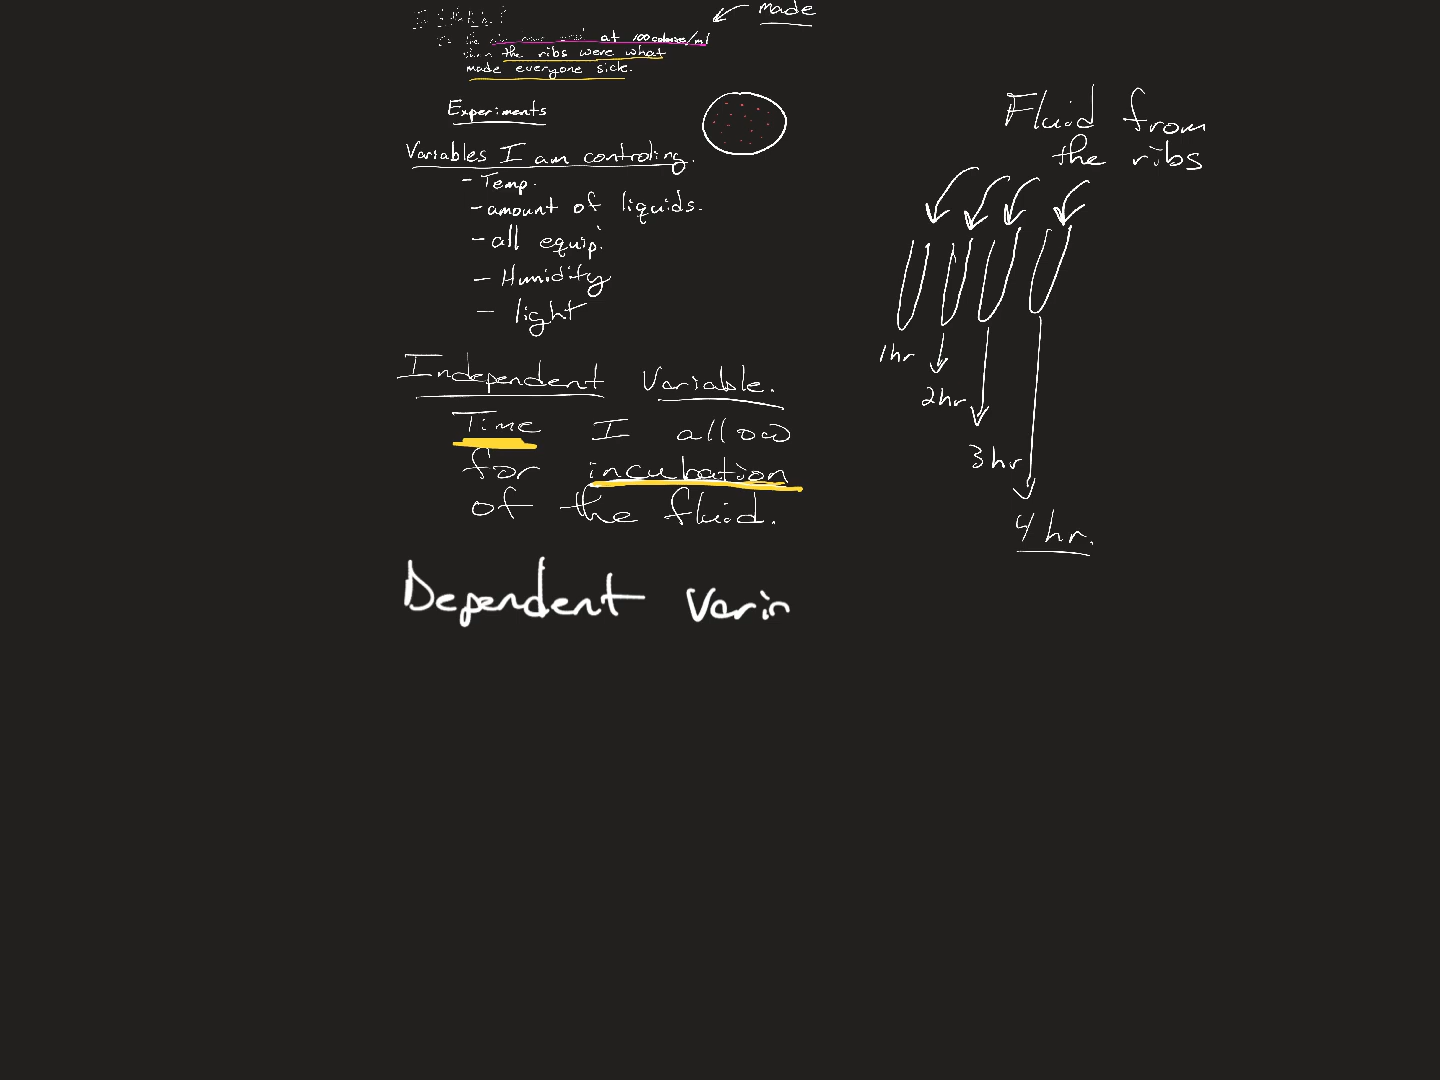 made
the at 100 colonies/ml
the ribs were what
made everyone sick.
Experiments
Variables I am controling.
- Temp.
- amount of liquids.
- all equip.
- Humidity
- light
Independent Variable.
Time I allow
for incubation
of the fluid.
Dependent Varin
Fluid from
the ribs
1hr
2hr
3hr
4hr.